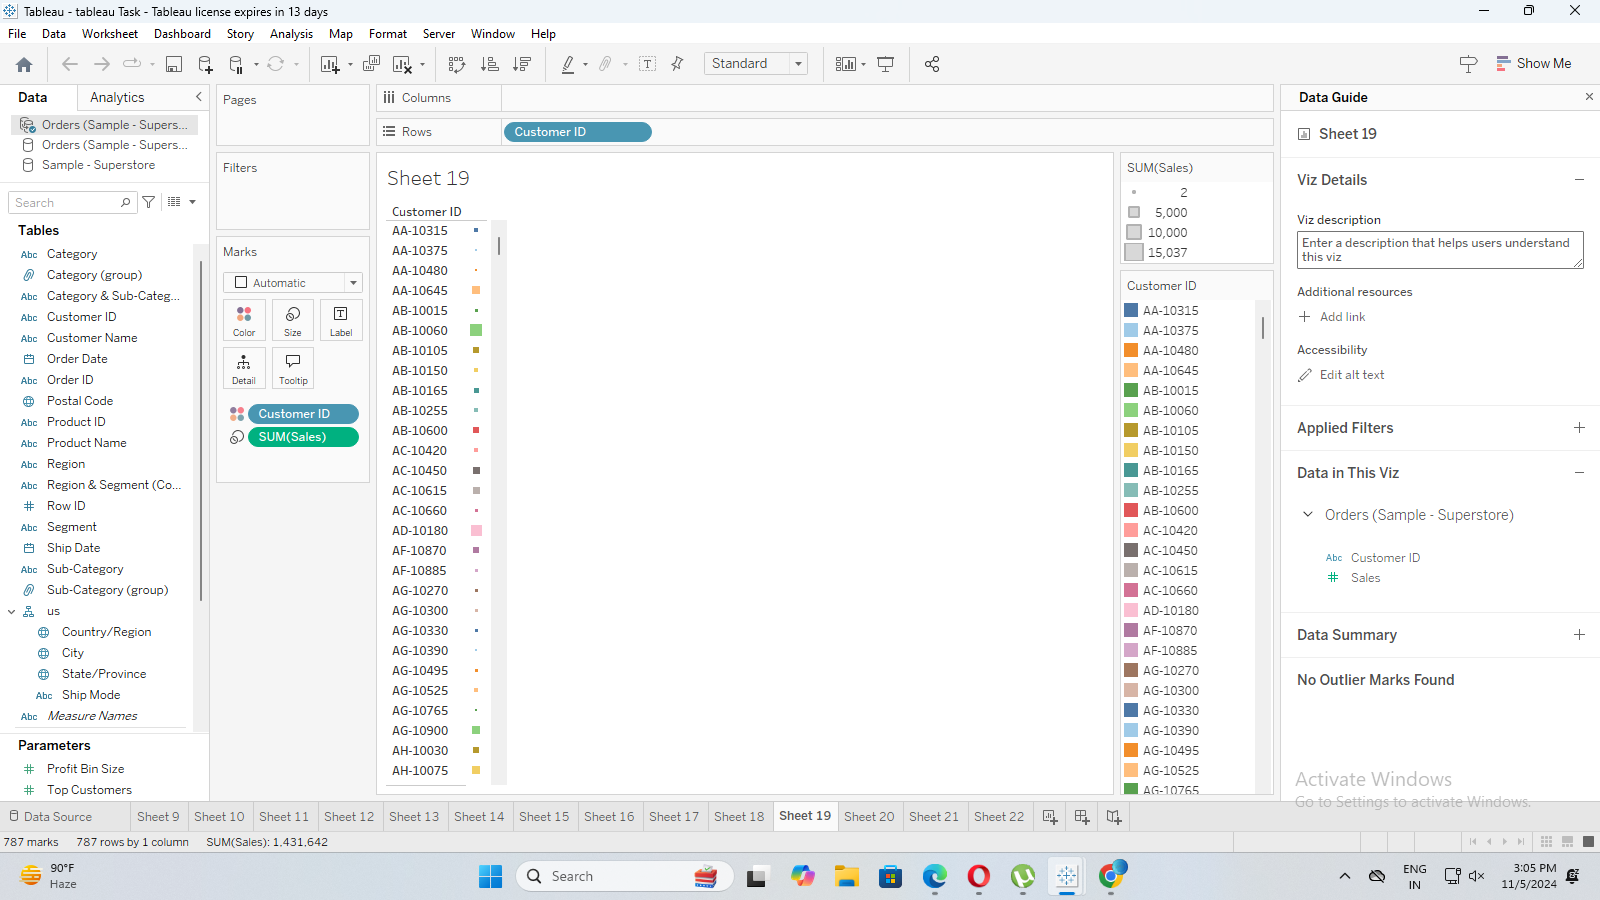 Tableau - tableau Task - Tableau license expires in 13 days
File Data Worksheet Dashboard Story Analysis Map Format Server Window Help
Standard
Show Me
Data Analytics
Orders (Sample - Supers...
Orders (Sample - Supers...
Sample - Superstore
Search
Tables
Abc Category
Category (group)
Abc Category & Sub-Categ...
Abc Customer ID
Abc Customer Name
Order Date
Abc Order ID
Postal Code
Abc Product ID
Abc Product Name
Abc Region
Abc Region & Segment (Co...
Row ID
Abc Segment
Ship Date
Abc Sub-Category
Sub-Category (group)
us
Country/Region
City
State/Province
Abc Ship Mode
Abc Measure Names
Parameters
Profit Bin Size
Top Customers
Pages
Filters
Marks
Automatic
Color Size Label
Detail Tooltip
Customer ID
SUM(Sales)
Columns
Rows Customer ID
Sheet 19
Customer ID
AA-10315
AA-10375
AA-10480
AA-10645
AB-10015
AB-10060
AB-10105
AB-10150
AB-10165
AB-10255
AB-10600
AC-10420
AC-10450
AC-10615
AC-10660
AD-10180
AF-10870
AF-10885
AG-10270
AG-10300
AG-10330
AG-10390
AG-10495
AG-10525
AG-10765
AG-10900
AH-10030
AH-10075
SUM(Sales)
2
5,000
10,000
15,037
Customer ID
AA-10315
AA-10375
AA-10480
AA-10645
AB-10015
AB-10060
AB-10105
AB-10150
AB-10165
AB-10255
AB-10600
AC-10420
AC-10450
AC-10615
AC-10660
AD-10180
AF-10870
AF-10885
AG-10270
AG-10300
AG-10330
AG-10390
AG-10495
AG-10525
AG-10765
Data Guide
Sheet 19
Viz Details
Viz description
Enter a description that helps users understand
this viz
Additional resources
Add link
Accessibility
Edit alt text
Applied Filters
Data in This Viz
Orders (Sample - Superstore)
Abc Customer ID
Sales
Data Summary
No Outlier Marks Found
Activate Windows
Go to Settings to activate Windows.
Data Source Sheet 9 Sheet 10 Sheet 11 Sheet 12 Sheet 13 Sheet 14 Sheet 15 Sheet 16 Sheet 17 Sheet 18 Sheet 19 Sheet 20 Sheet 21 Sheet 22
787 marks 787 rows by 1 column SUM(Sales): 1,431,642
90°F
Haze
Search
ENG
IN
3:05 PM
11/5/2024